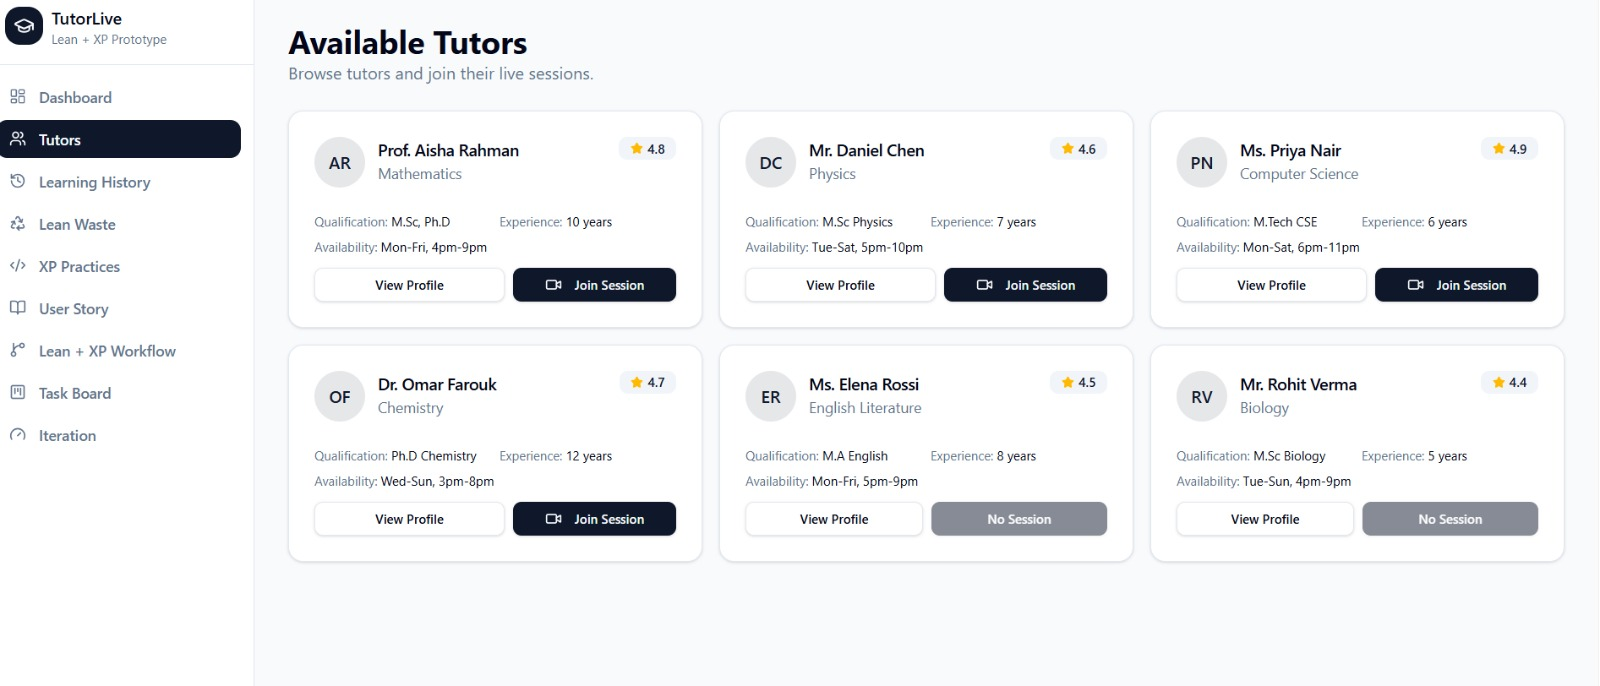 TutorLive
Lean + XP Prototype
Dashboard
Tutors
Learning History
Lean Waste
XP Practices
User Story
Lean + XP Workflow
Task Board
Iteration
Available Tutors
Browse tutors and join their live sessions.
AR
Prof. Aisha Rahman
4.8
Mathematics
Qualification: M.Sc, Ph.D
Experience: 10 years
Availability: Mon-Fri, 4pm-9pm
View Profile
Join Session
DC
Mr. Daniel Chen
4.6
Physics
Qualification: M.Sc Physics
Experience: 7 years
Availability: Tue-Sat, 5pm-10pm
View Profile
Join Session
PN
Ms. Priya Nair
4.9
Computer Science
Qualification: M.Tech CSE
Experience: 6 years
Availability: Mon-Sat, 6pm-11pm
View Profile
Join Session
OF
Dr. Omar Farouk
4.7
Chemistry
Qualification: Ph.D Chemistry
Experience: 12 years
Availability: Wed-Sun, 3pm-8pm
View Profile
Join Session
ER
Ms. Elena Rossi
4.5
English Literature
Qualification: M.A English
Experience: 8 years
Availability: Mon-Fri, 5pm-9pm
View Profile
No Session
RV
Mr. Rohit Verma
4.4
Biology
Qualification: M.Sc Biology
Experience: 5 years
Availability: Tue-Sun, 4pm-9pm
View Profile
No Session